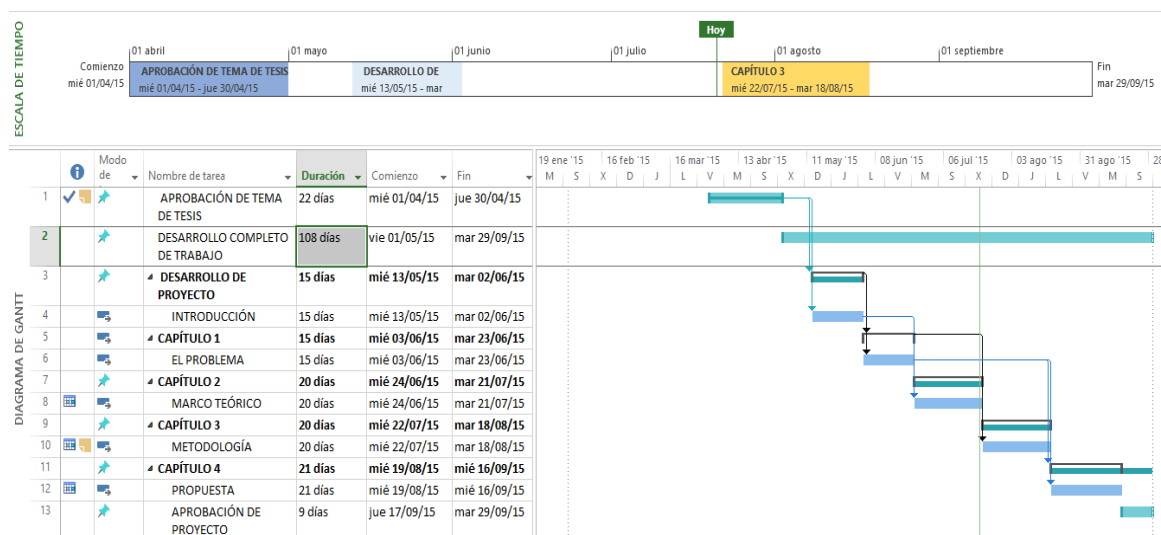 ESCALA DE TIEMPO
Hoy
01 abril 01 mayo 01 junio 01 julio 01 agosto 01 septiembre
Comienzo
mié 01/04/15
APROBACIÓN DE TEMA DE TESIS
mié 01/04/15 - jue 30/04/15
DESARROLLO DE
mié 13/05/15 - mar
CAPÍTULO 3
mié 22/07/15 - mar 18/08/15
Fin
mar 29/09/15
DIAGRAMA DE GANTT
Modo
de Nombre de tarea Duración Comienzo Fin
19 ene '15 16 feb '15 16 mar '15 13 abr '15 11 may '15 08 jun '15 06 jul '15 03 ago '15 31 ago '15 28
M S X D J L V M S X D J L V M S X D J L V M S
1 APROBACIÓN DE TEMA 22 días mié 01/04/15 jue 30/04/15
DE TESIS
2 DESARROLLO COMPLETO 108 días vie 01/05/15 mar 29/09/15
DE TRABAJO
3 DESARROLLO DE 15 días mié 13/05/15 mar 02/06/15
PROYECTO
4 INTRODUCCIÓN 15 días mié 13/05/15 mar 02/06/15
5 CAPÍTULO 1 15 días mié 03/06/15 mar 23/06/15
6 EL PROBLEMA 15 días mié 03/06/15 mar 23/06/15
7 CAPÍTULO 2 20 días mié 24/06/15 mar 21/07/15
8 MARCO TEÓRICO 20 días mié 24/06/15 mar 21/07/15
9 CAPÍTULO 3 20 días mié 22/07/15 mar 18/08/15
10 METODOLOGÍA 20 días mié 22/07/15 mar 18/08/15
11 CAPÍTULO 4 21 días mié 19/08/15 mié 16/09/15
12 PROPUESTA 21 días mié 19/08/15 mié 16/09/15
13 APROBACIÓN DE 9 días jue 17/09/15 mar 29/09/15
PROYECTO